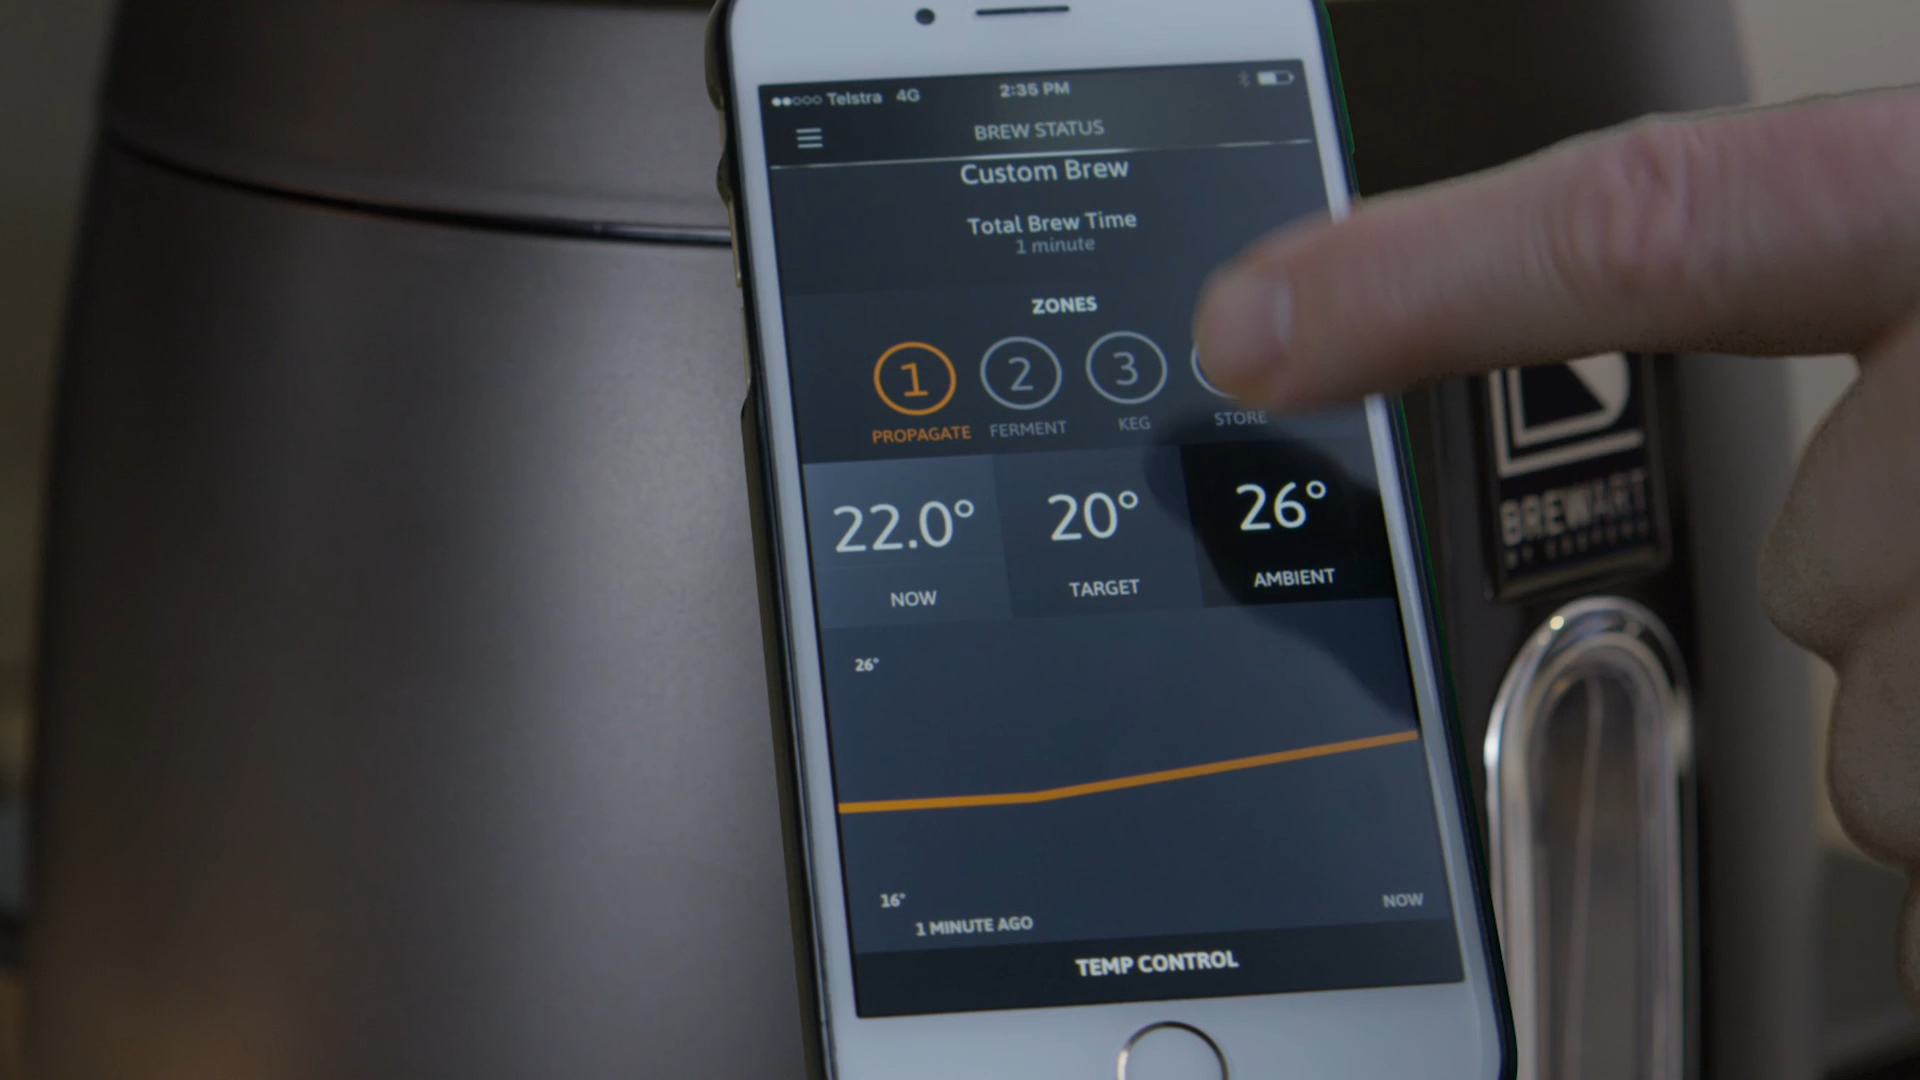 Telstra 4G 2:35 PM
BREW STATUS
Custom Brew
Total Brew Time
1 minute
ZONES
1 2 3
PROPAGATE FERMENT KEG STORE
22.0° 20° 26°
NOW TARGET AMBIENT
26°
16°
1 MINUTE AGO NOW
TEMP CONTROL
BREWART
BY COOPERS